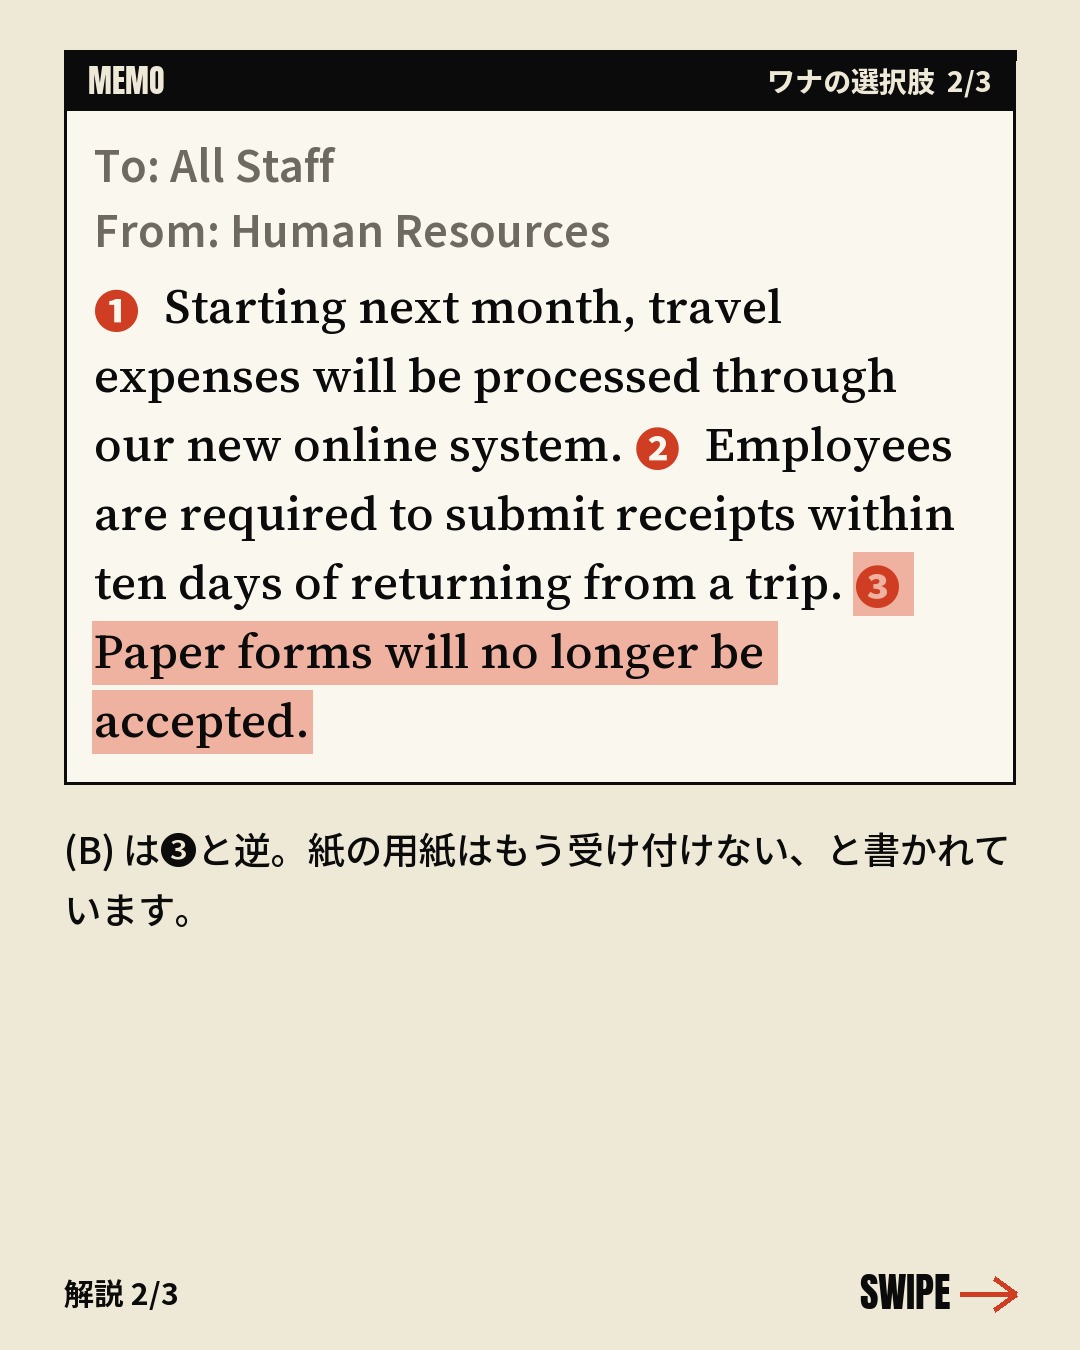 MEMO
ワナの選択肢 2/3
To: All Staff
From: Human Resources
❶ Starting next month, travel
expenses will be processed through
our new online system. ❷ Employees
are required to submit receipts within
ten days of returning from a trip. ❸
Paper forms will no longer be
accepted.
(B) は❸と逆。紙の用紙はもう受け付けない、と書かれて
います。
解説 2/3
SWIPE